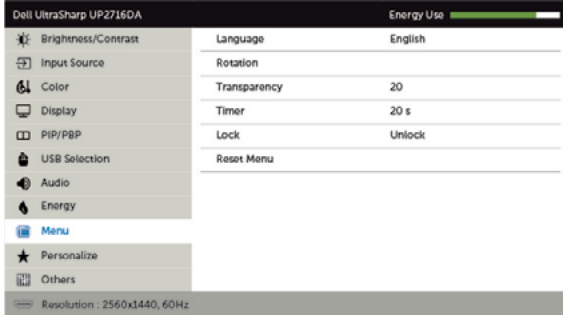 Dell UltraSharp UP2716DA Energy Use
Brightness/Contrast Language English
Input Source Rotation
Color Transparency 20
Display Timer 20 s
PIP/PBP Lock Unlock
USB Selection Reset Menu
Audio
Energy
Menu
Personalize
Others
Resolution : 2560x1440, 60Hz